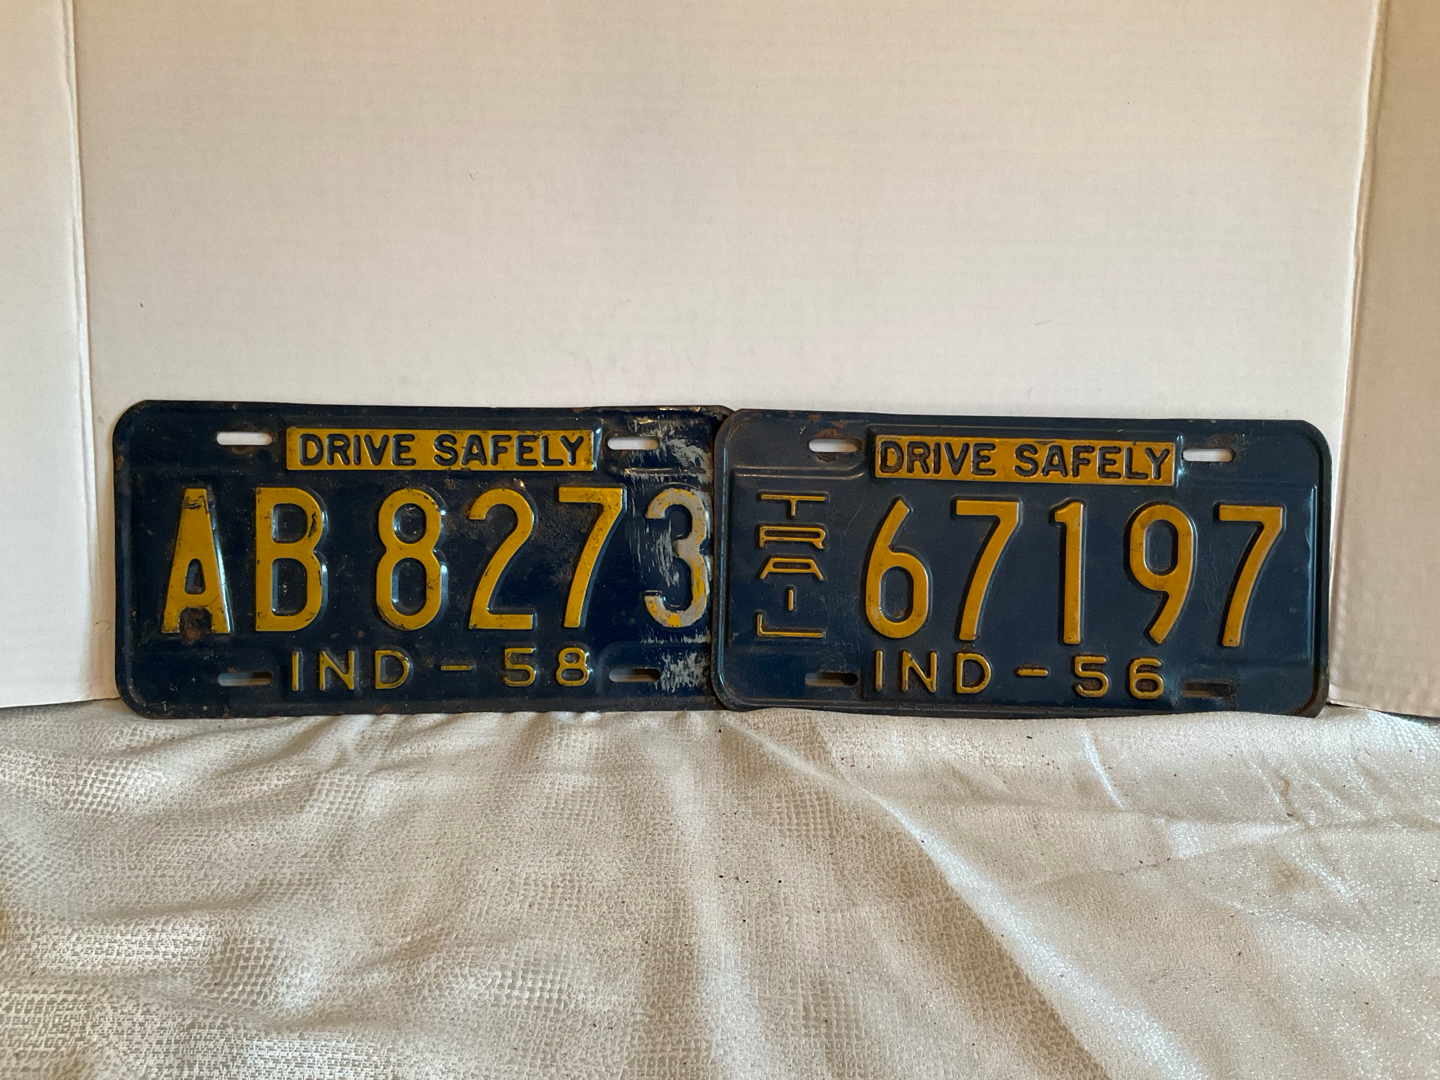 DRIVE SAFELY
AB 8273
IND - 58
DRIVE SAFELY
TRAIL
67197
IND - 56